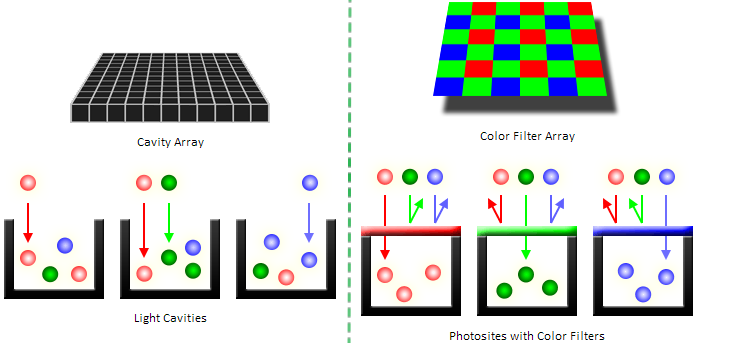 Cavity Array
Light Cavities
Color Filter Array
Photosites with Color Filters